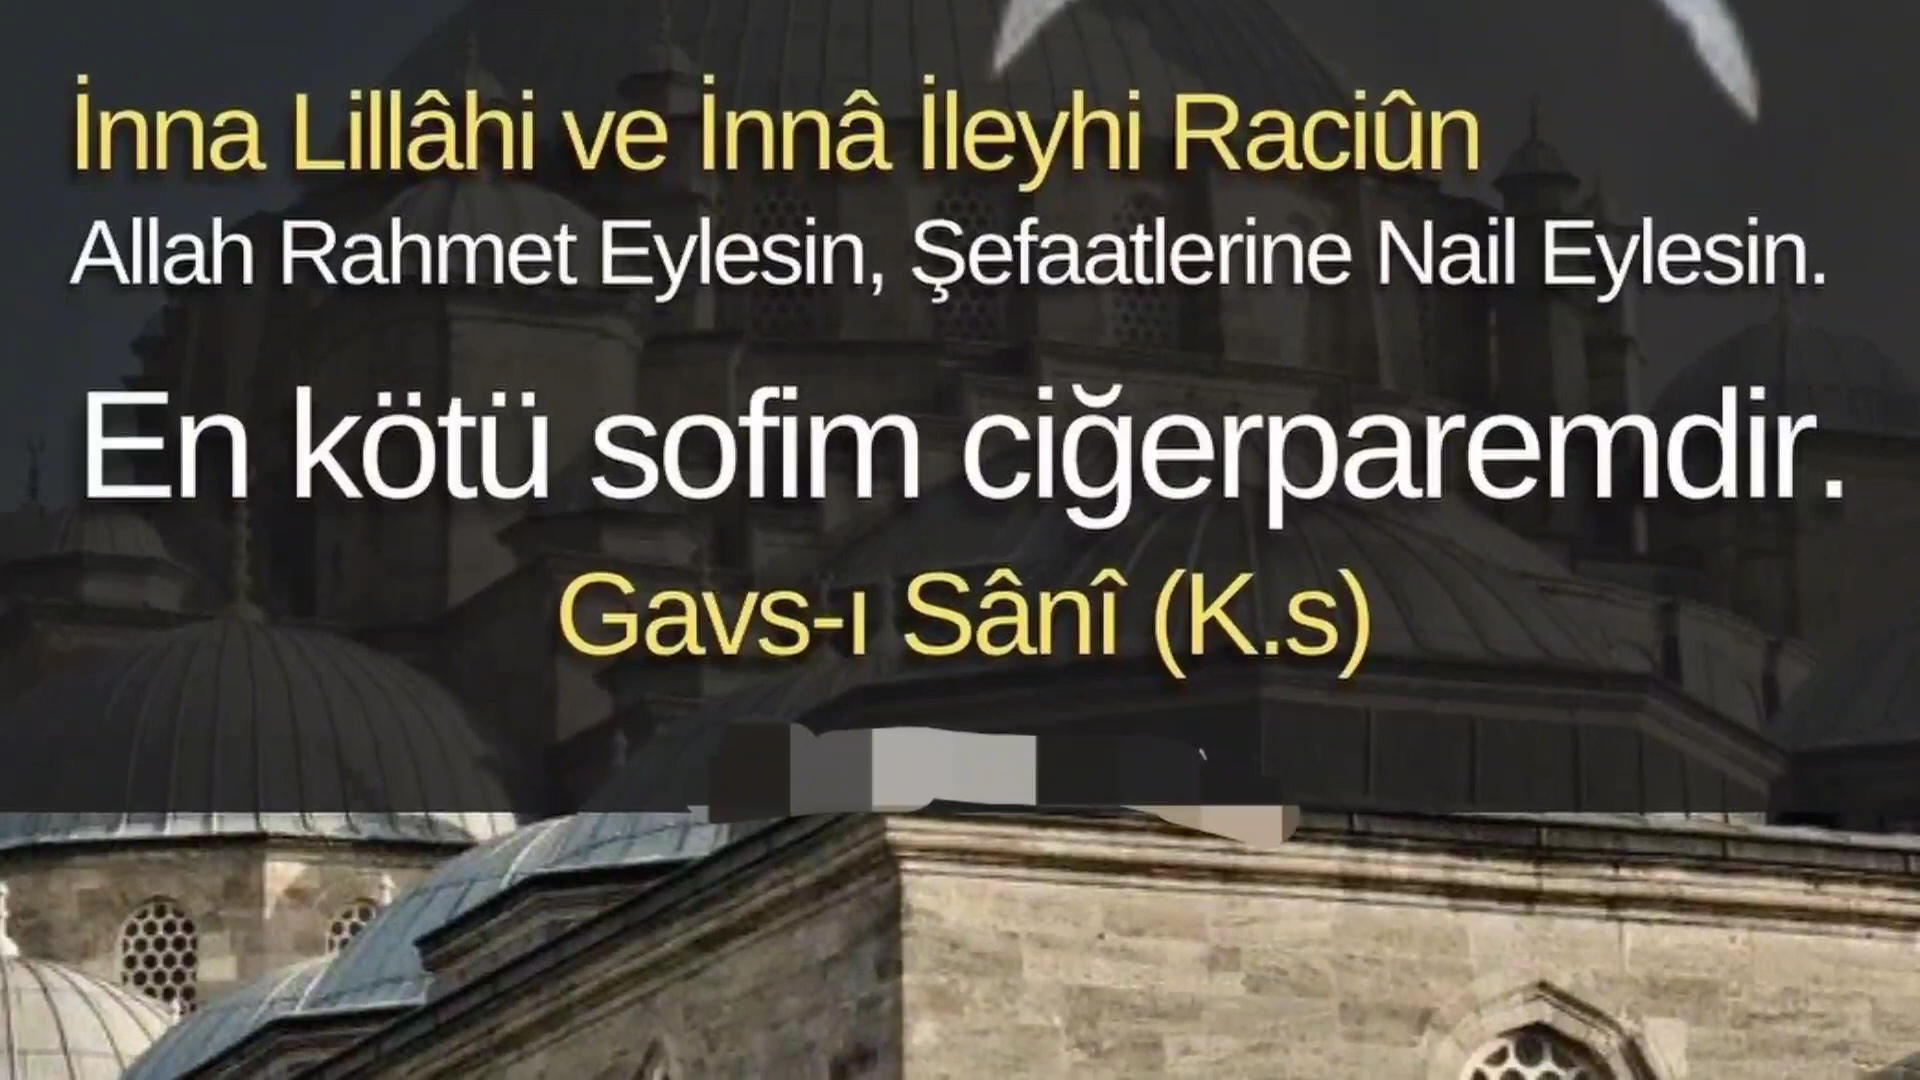 İnna Lillâhi ve İnnâ İleyhi Raciûn
Allah Rahmet Eylesin, Şefaatlerine Nail Eylesin.
En kötü sofim ciğerparemdir.
Gavs-ı Sânî (K.s)